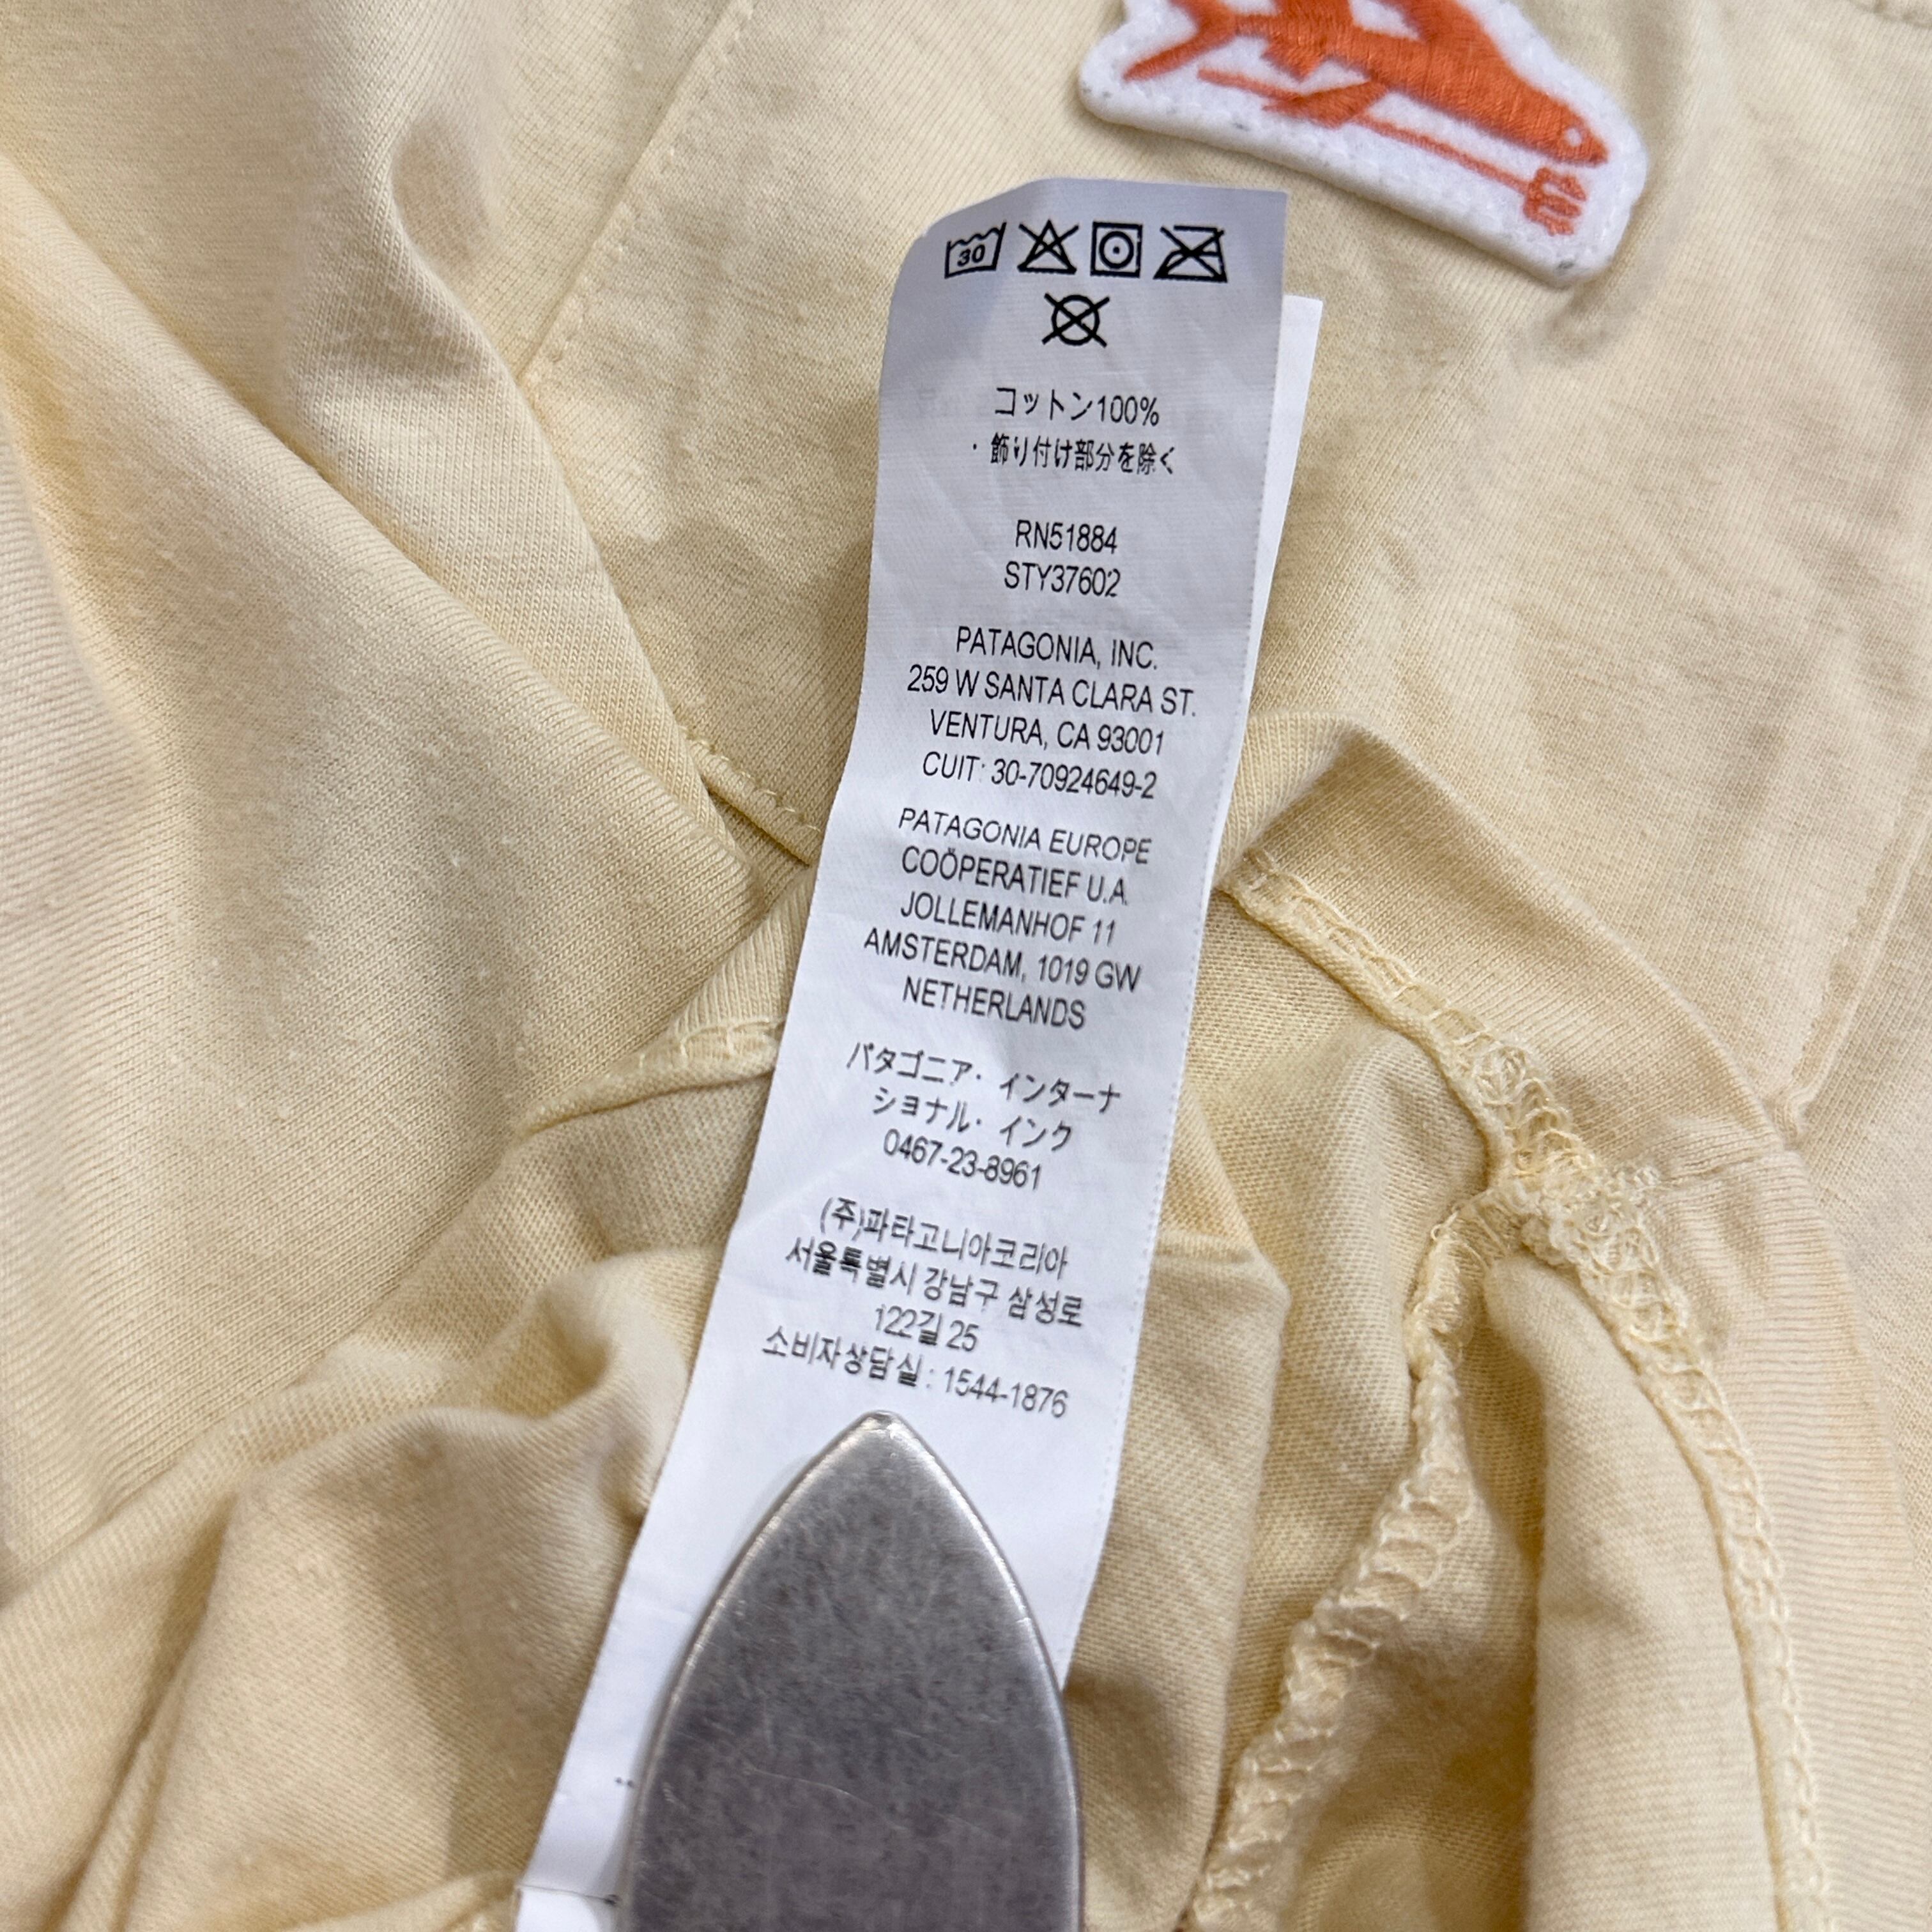 30
コットン100%
・飾り付け部分を除く
RN51884
STY37602
PATAGONIA, INC.
259 W SANTA CLARA ST.
VENTURA, CA 93001
CUIT: 30-70924649-2
PATAGONIA EUROPE
COÖPERATIEF U.A.
JOLLEMANHOF 11
AMSTERDAM, 1019 GW
NETHERLANDS
パタゴニア・インターナ
ショナル・インク
0467-23-8961
(주)파타고니아코리아
서울특별시 강남구 삼성로
122길 25
소비자상담실 : 1544-1876